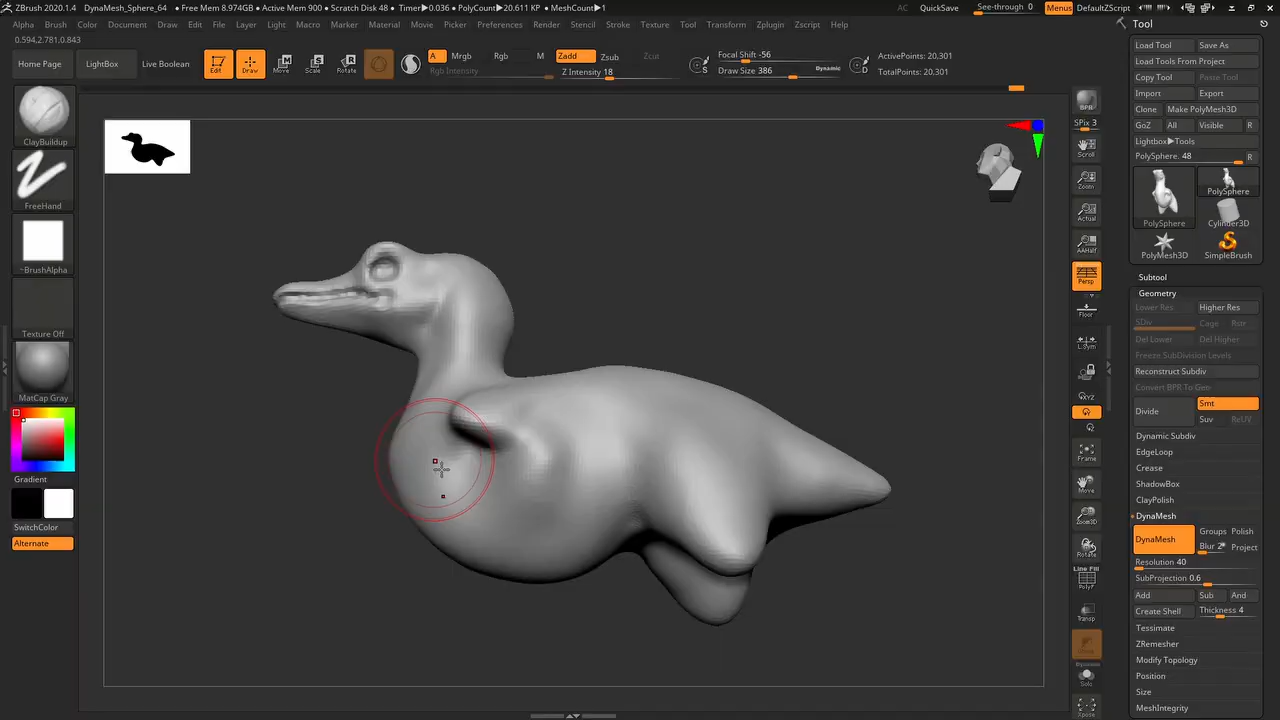 ZBrush 2020.1.4 DynaMesh_Sphere_64 • Free Mem 8.974GB • Active Mem 900 • Scratch Disk 48 • Timer▶0.036 • PolyCount▶20.611 KP • MeshCount▶1 AC QuickSave See-through 0 Menus DefaultZScript
Alpha Brush Color Document Draw Edit File Layer Light Macro Marker Material Movie Picker Preferences Render Stencil Stroke Texture Tool Transform Zplugin Zscript Help
0.594,2.781,0.843
Home Page LightBox Live Boolean
Edit Draw Move Scale Rotate
A Mrgb Rgb M Zadd Zsub Zcut
Rgb Intensity Z Intensity 18
Focal Shift -56
Draw Size 386 Dynamic
S D
ActivePoints: 20,301
TotalPoints: 20,301
ClayBuildup
FreeHand
~BrushAlpha
Texture Off
MatCap Gray
Gradient
SwitchColor
Alternate
BPR
SPix 3
Scroll
Zoom
Actual
AAHalf
Persp
Floor
L.Sym
XYZ
Frame
Move
Zoom3D
Rotate
Line Fill
PolyF
Transp
Solo
Xpose
Tool
Load Tool Save As
Load Tools From Project
Copy Tool Paste Tool
Import Export
Clone Make PolyMesh3D
GoZ All Visible R
Lightbox▶Tools
PolySphere. 48 R
PolySphere PolySphere
Cylinder3D
PolyMesh3D SimpleBrush
Subtool
Geometry
Lower Res Higher Res
SDiv Cage Rstr
Del Lower Del Higher
Freeze SubDivision Levels
Reconstruct Subdiv
Convert BPR To Geo
Divide Smt
Suv ReUV
Dynamic Subdiv
EdgeLoop
Crease
ShadowBox
ClayPolish
DynaMesh
DynaMesh Groups Polish
Blur 2 Project
Resolution 40
SubProjection 0.6
Add Sub And
Create Shell Thickness 4
Tessimate
ZRemesher
Modify Topology
Position
Size
MeshIntegrity